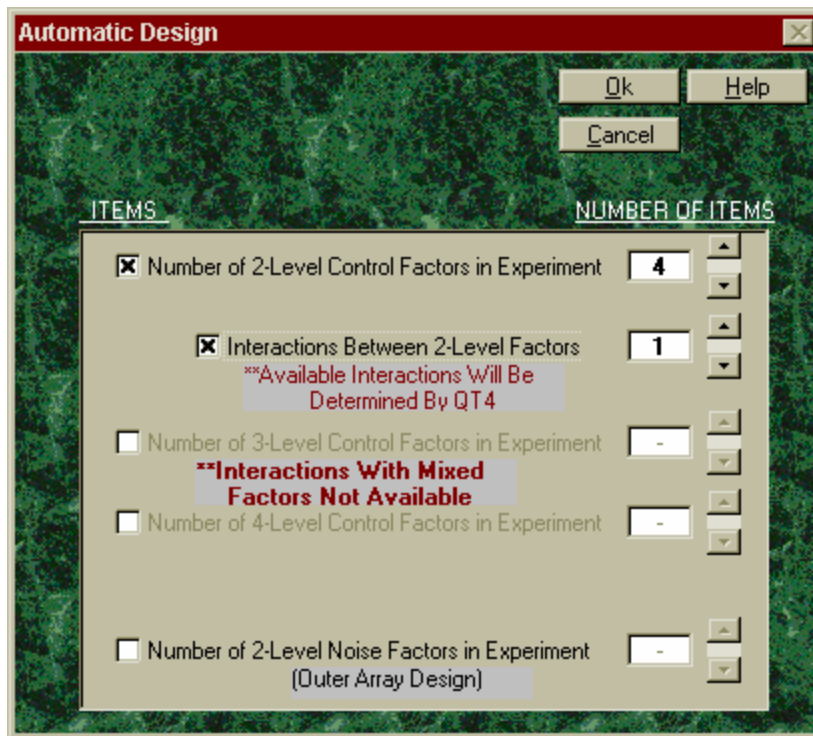 Automatic Design
Ok Help
Cancel
ITEMS NUMBER OF ITEMS
Number of 2-Level Control Factors in Experiment 4
Interactions Between 2-Level Factors 1
**Available Interactions Will Be
Determined By QT4
Number of 3-Level Control Factors in Experiment -
**Interactions With Mixed
Factors Not Available
Number of 4-Level Control Factors in Experiment -
Number of 2-Level Noise Factors in Experiment -
(Outer Array Design)